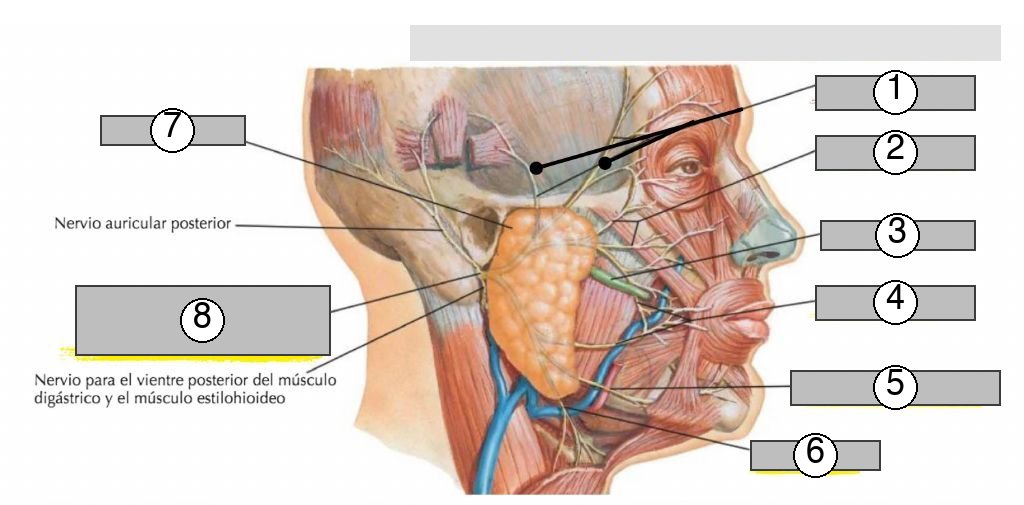 1
7
2
Nervio auricular posterior
3
8
4
Nervio para el vientre posterior del músculo
digástrico y el músculo estilohioideo
5
6